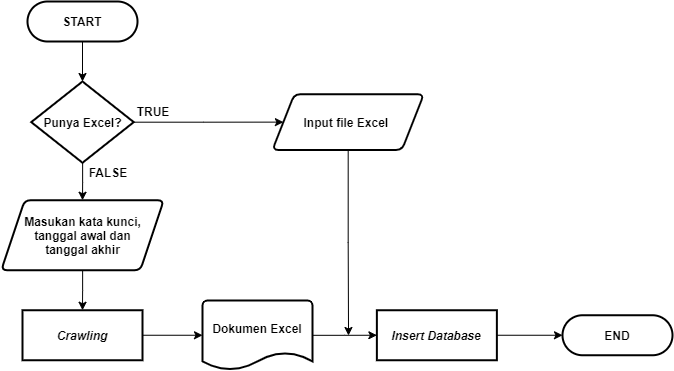 START
Punya Excel?
TRUE
Input file Excel
FALSE
Masukan kata kunci,
tanggal awal dan
tanggal akhir
Crawling
Dokumen Excel
Insert Database
END